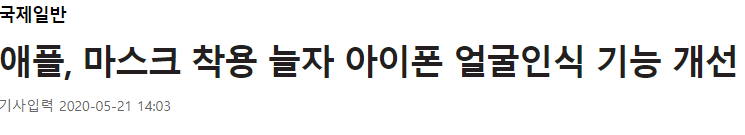 국제일반
애플, 마스크 착용 늘자 아이폰 얼굴인식 기능 개선
기사입력 2020-05-21 14:03